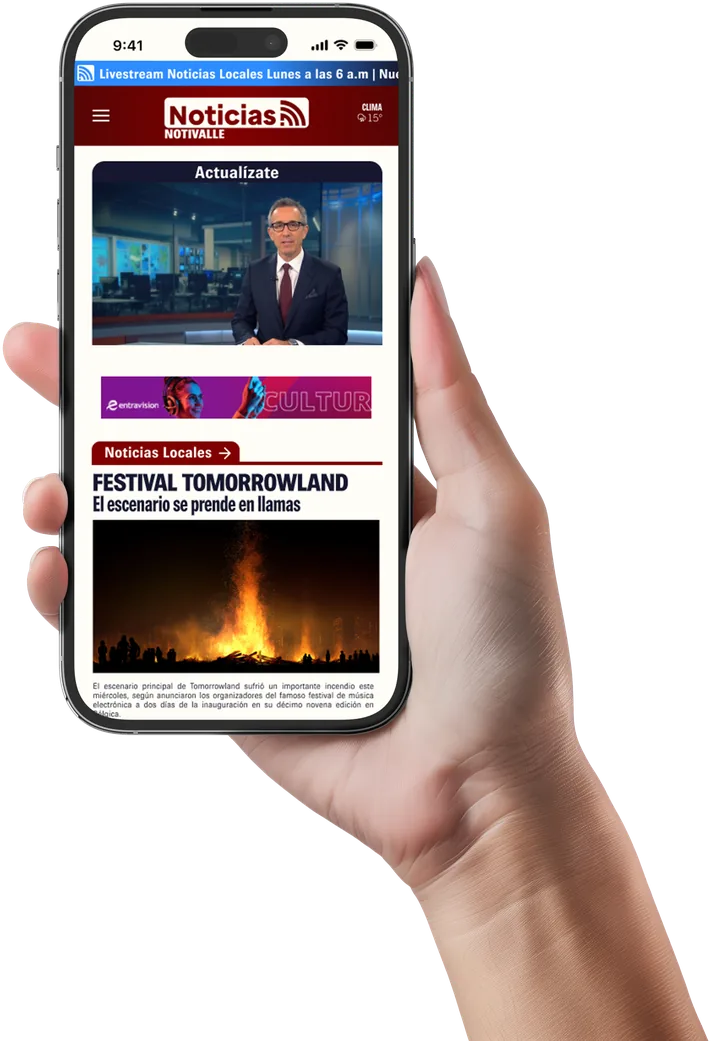 9:41
Livestream Noticias Locales Lunes a las 6 a.m | Nue
Noticias
NOTIVALLE
CLIMA
15°
Actualízate
entravision
CULTUR
Noticias Locales →
FESTIVAL TOMORROWLAND
El escenario se prende en llamas
El escenario principal de Tomorrowland sufrió un importante incendio este
miércoles, según anunciaron los organizadores del famoso festival de música
electrónica a dos días de la inauguración en su décimo novena edición en
Bélgica.